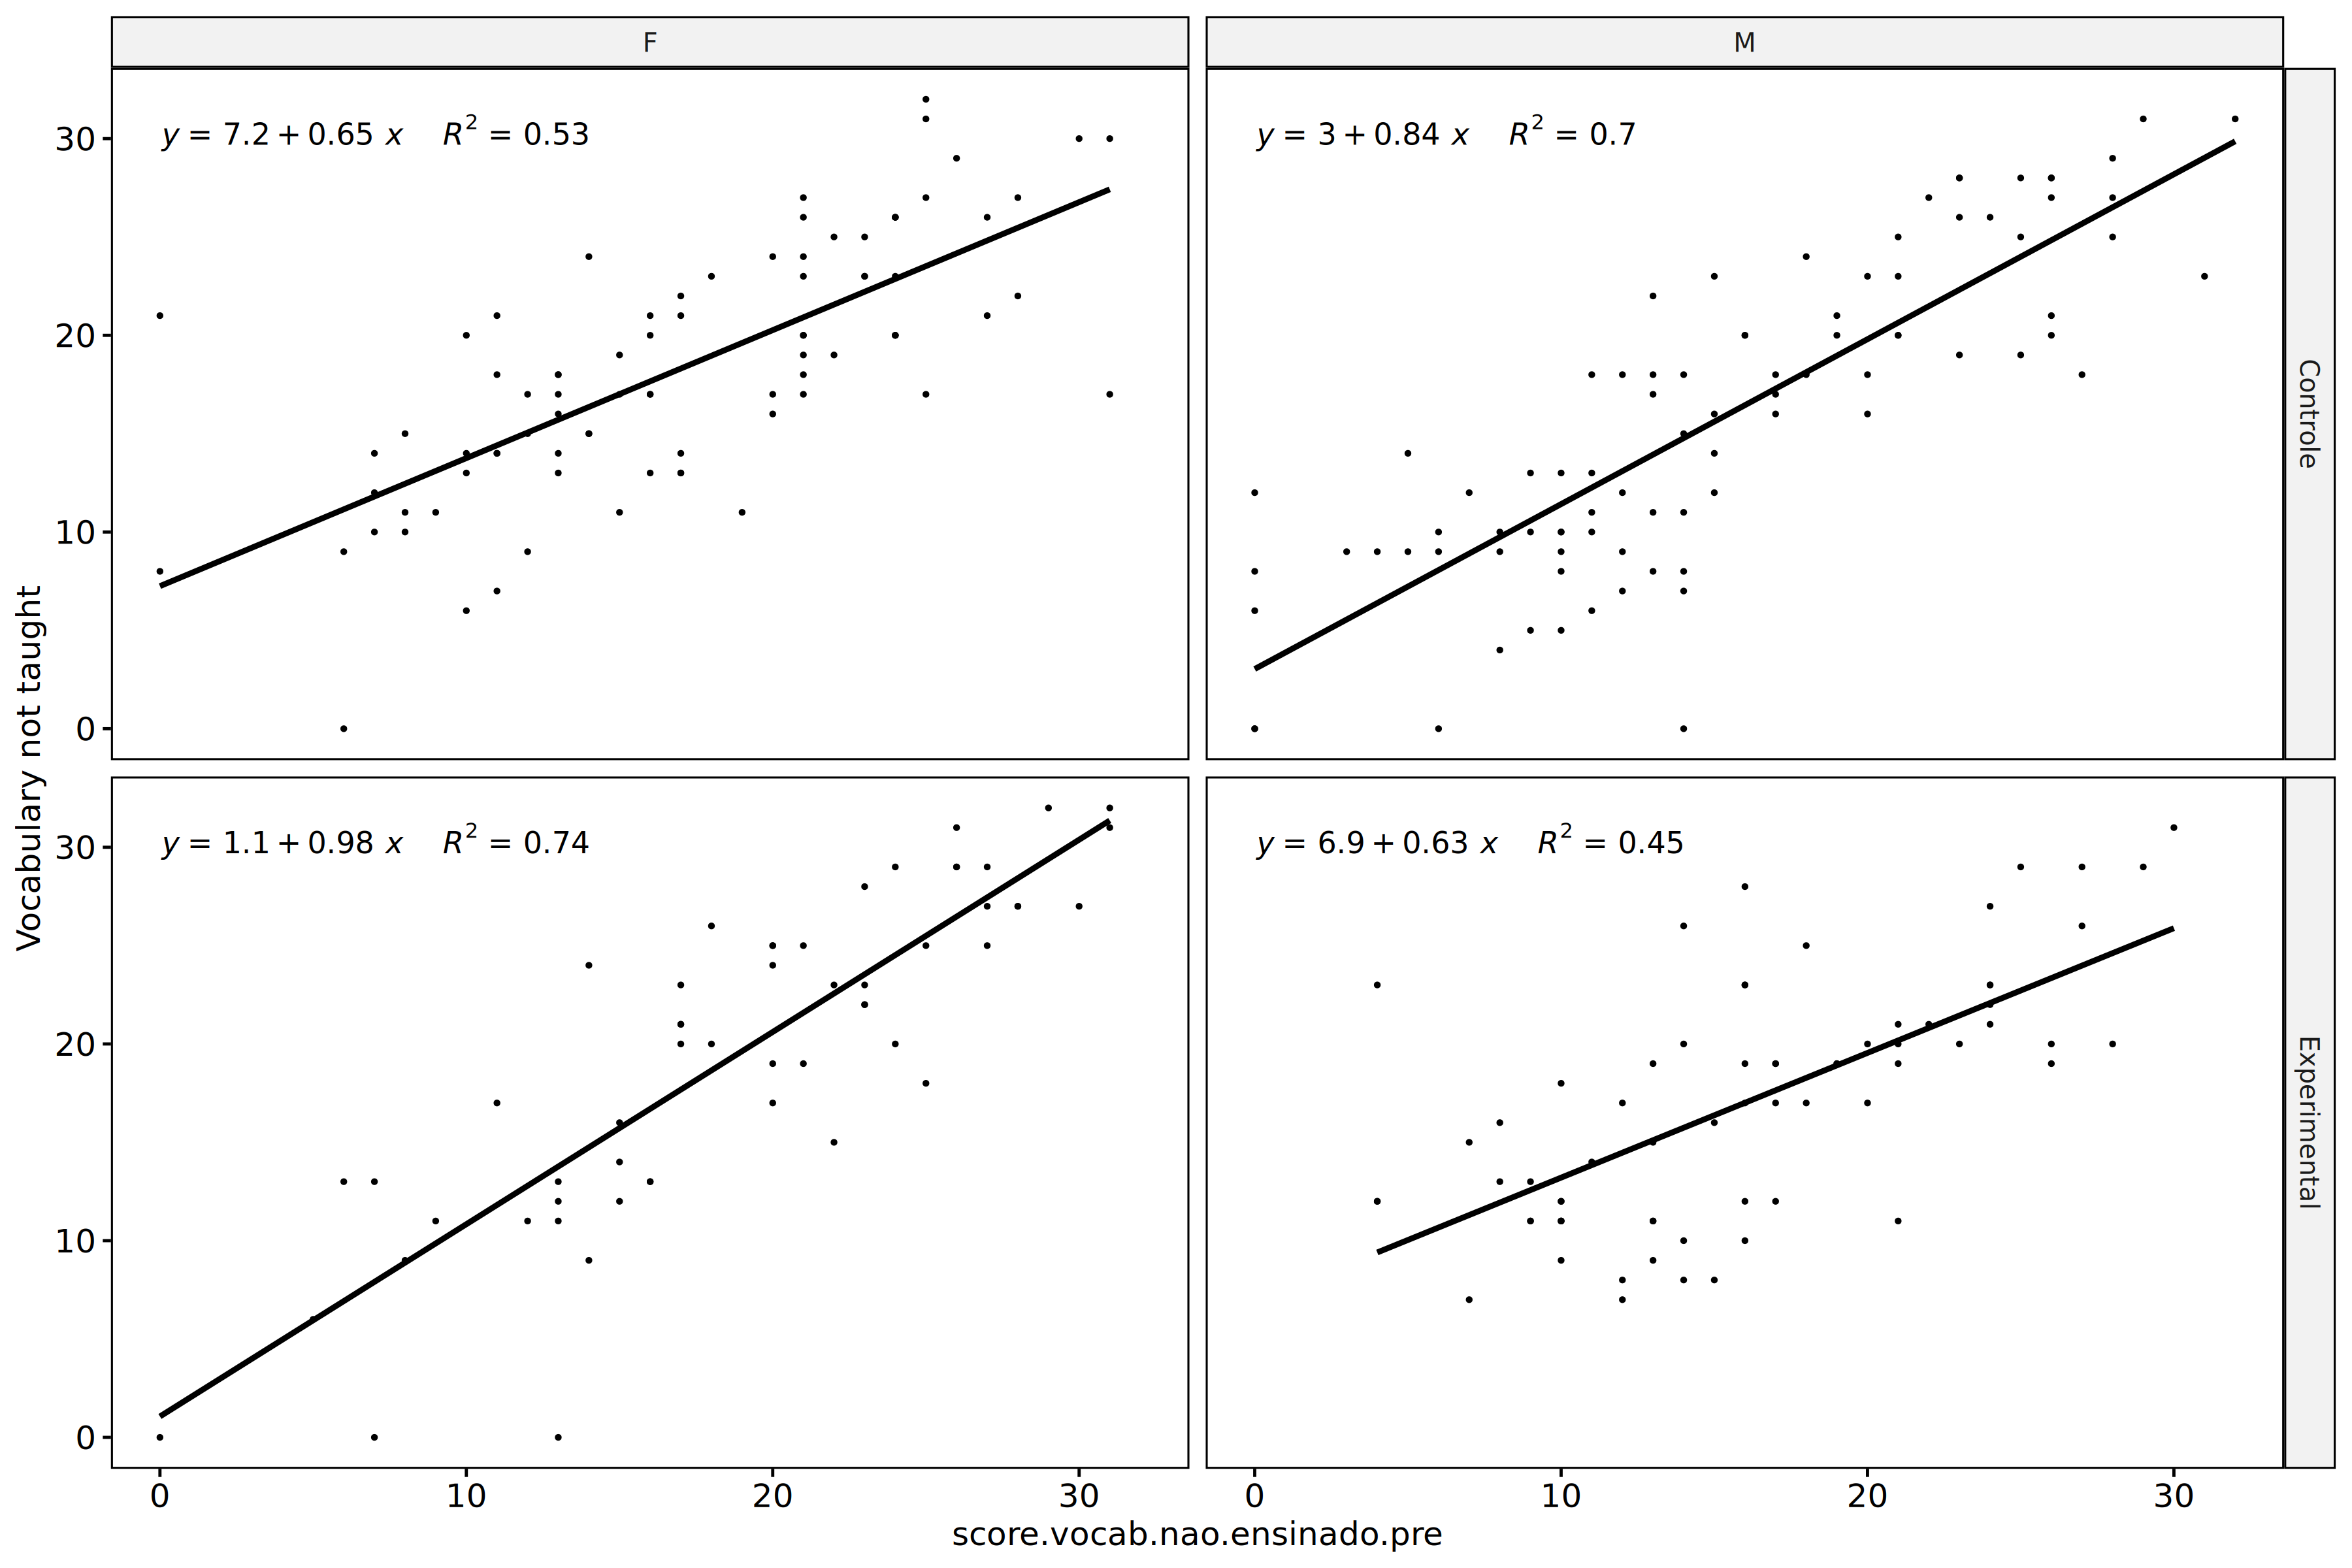 F
M
y = 7.2 + 0.65 x R² = 0.53
y = 3 + 0.84 x R² = 0.7
30
20
10
0
Controle
y = 1.1 + 0.98 x R² = 0.74
y = 6.9 + 0.63 x R² = 0.45
30
20
10
0
Experimental
Vocabulary not taught
0 10 20 30
0 10 20 30
score.vocab.nao.ensinado.pre